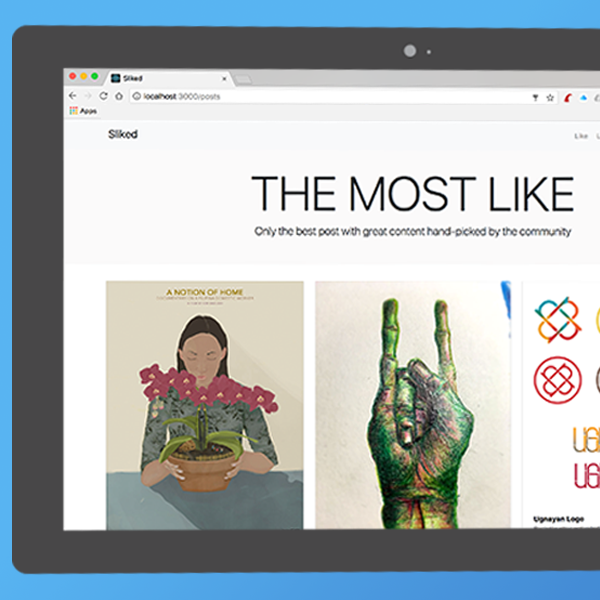 Sliked
localhost:3000/posts
Apps
Sliked
Like
THE MOST LIKE
Only the best post with great content hand-picked by the community
A NOTION OF HOME
UG
UG
Ugnayan Logo